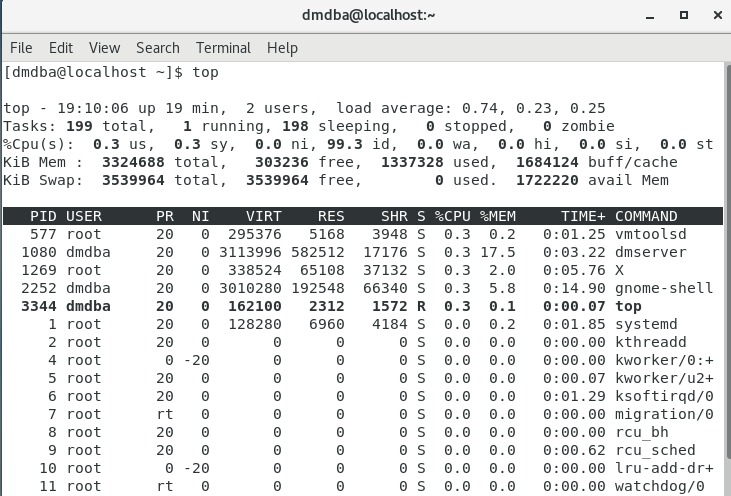 dmdba@localhost:~
File Edit View Search Terminal Help
[dmdba@localhost ~]$ top
top - 19:10:06 up 19 min,  2 users,  load average: 0.74, 0.23, 0.25
Tasks: 199 total,   1 running, 198 sleeping,   0 stopped,   0 zombie
%Cpu(s):  0.3 us,  0.3 sy,  0.0 ni, 99.3 id,  0.0 wa,  0.0 hi,  0.0 si,  0.0 st
KiB Mem :  3324688 total,   303236 free,  1337328 used,  1684124 buff/cache
KiB Swap:  3539964 total,  3539964 free,        0 used.  1722220 avail Mem
PID USER      PR  NI    VIRT    RES    SHR S %CPU %MEM     TIME+ COMMAND
577 root      20   0  295376   5168   3948 S  0.3  0.2   0:01.25 vmtoolsd
1080 dmdba     20   0 3113996 582512  17176 S  0.3 17.5   0:03.22 dmserver
1269 root      20   0  338524  65108  37132 S  0.3  2.0   0:05.76 X
2252 dmdba     20   0 3010280 192548  66340 S  0.3  5.8   0:14.90 gnome-shell
3344 dmdba     20   0  162100   2312   1572 R  0.3  0.1   0:00.07 top
1 root      20   0  128280   6960   4184 S  0.0  0.2   0:01.85 systemd
2 root      20   0       0      0      0 S  0.0  0.0   0:00.00 kthreadd
4 root       0 -20       0      0      0 S  0.0  0.0   0:00.00 kworker/0:+
5 root      20   0       0      0      0 S  0.0  0.0   0:00.07 kworker/u2+
6 root      20   0       0      0      0 S  0.0  0.0   0:01.29 ksoftirqd/0
7 root      rt   0       0      0      0 S  0.0  0.0   0:00.00 migration/0
8 root      20   0       0      0      0 S  0.0  0.0   0:00.00 rcu_bh
9 root      20   0       0      0      0 S  0.0  0.0   0:00.62 rcu_sched
10 root       0 -20       0      0      0 S  0.0  0.0   0:00.00 lru-add-dr+
11 root      rt   0       0      0      0 S  0.0  0.0   0:00.00 watchdog/0